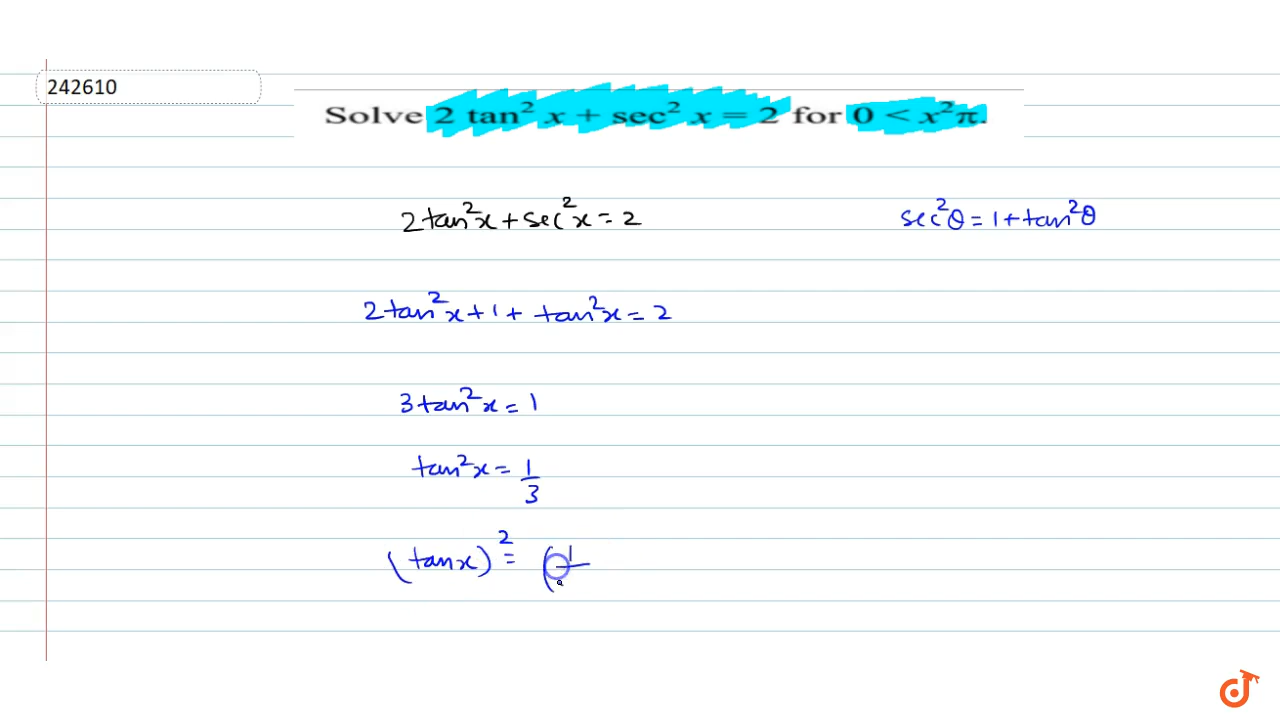 242610
Solve 2 tan² x + sec² x = 2 for 0 < x²π.
2tan²x + sec²x = 2
sec²θ = 1 + tan²θ
2tan²x + 1 + tan²x = 2
3tan²x = 1
tan²x = 1/3
(tanx)² = (1/